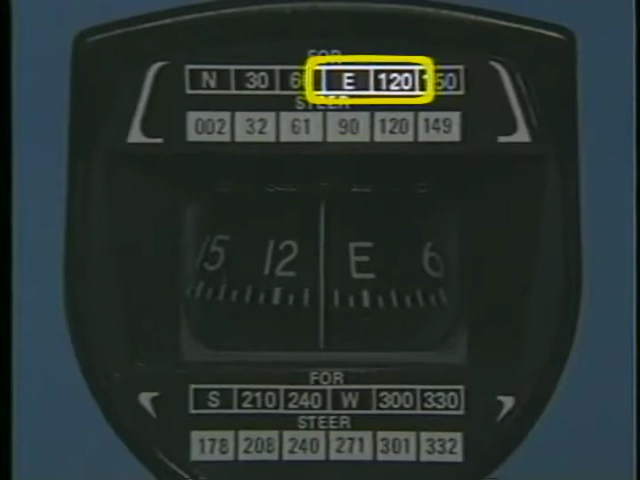 FOR
N 30 6 E 120 150
STEER
002 32 61 90 120 149
15 12 E 6
FOR
S 210 240 W 300 330
STEER
178 208 240 271 301 332